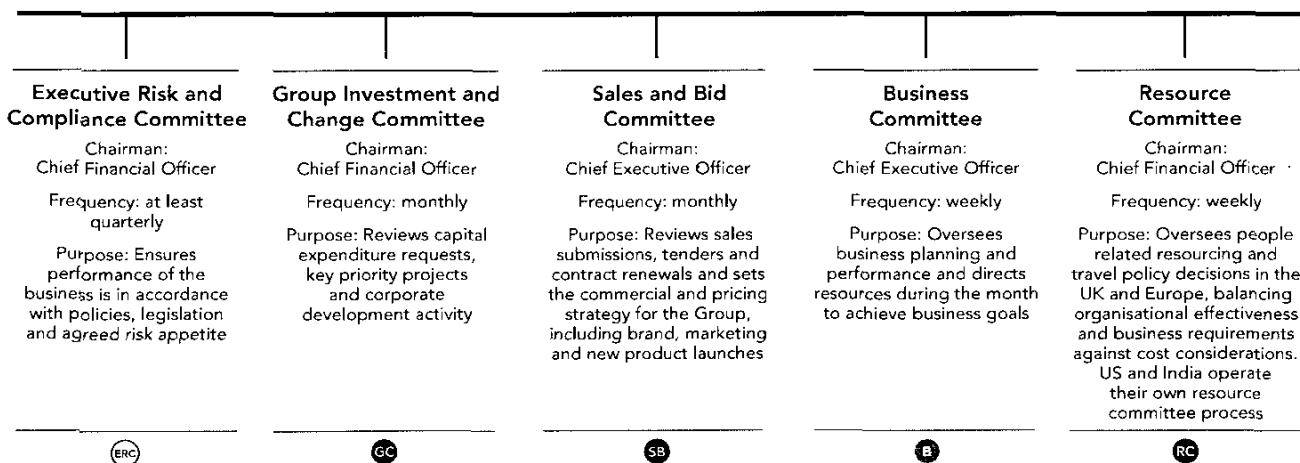 Executive Risk and
Compliance Committee
Chairman:
Chief Financial Officer
Frequency: at least
quarterly
Purpose: Ensures
performance of the
business is in accordance
with policies, legislation
and agreed risk appetite
ERC
Group Investment and
Change Committee
Chairman:
Chief Financial Officer
Frequency: monthly
Purpose: Reviews capital
expenditure requests,
key priority projects
and corporate
development activity
GC
Sales and Bid
Committee
Chairman:
Chief Executive Officer
Frequency: monthly
Purpose: Reviews sales
submissions, tenders and
contract renewals and sets
the commercial and pricing
strategy for the Group,
including brand, marketing
and new product launches
SB
Business
Committee
Chairman:
Chief Executive Officer
Frequency: weekly
Purpose: Oversees
business planning and
performance and directs
resources during the month
to achieve business goals
B
Resource
Committee
Chairman:
Chief Financial Officer
Frequency: weekly
Purpose: Oversees people
related resourcing and
travel policy decisions in the
UK and Europe, balancing
organisational effectiveness
and business requirements
against cost considerations.
US and India operate
their own resource
committee process
RC